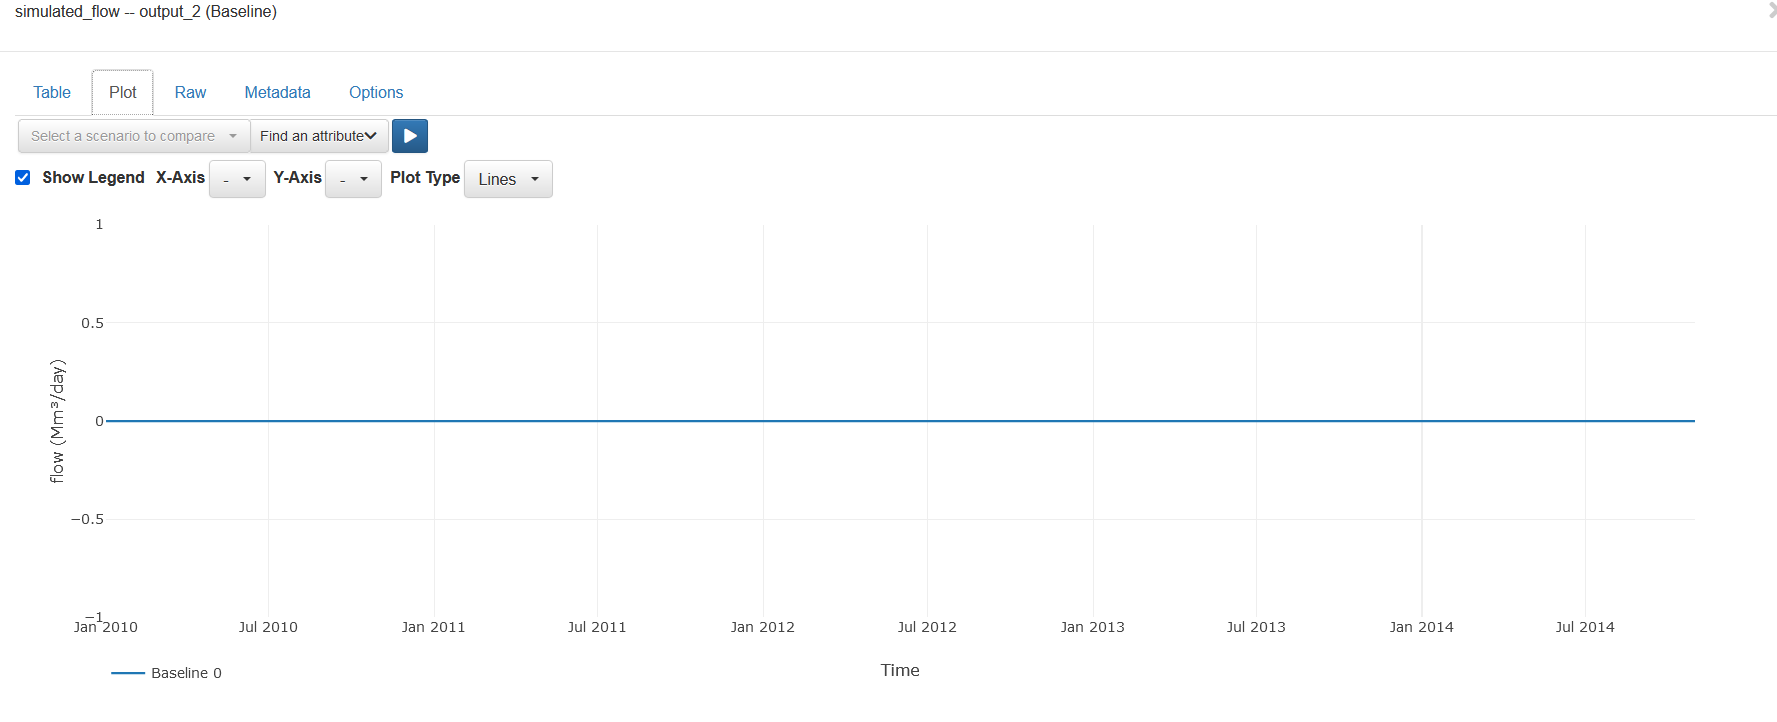 simulated_flow -- output_2 (Baseline)
Table Plot Raw Metadata Options
Select a scenario to compare Find an attribute
Show Legend X-Axis - Y-Axis - Plot Type Lines
1
0.5
0
−0.5
−1
flow (Mm³/day)
Jan 2010 Jul 2010 Jan 2011 Jul 2011 Jan 2012 Jul 2012 Jan 2013 Jul 2013 Jan 2014 Jul 2014
Time
Baseline 0